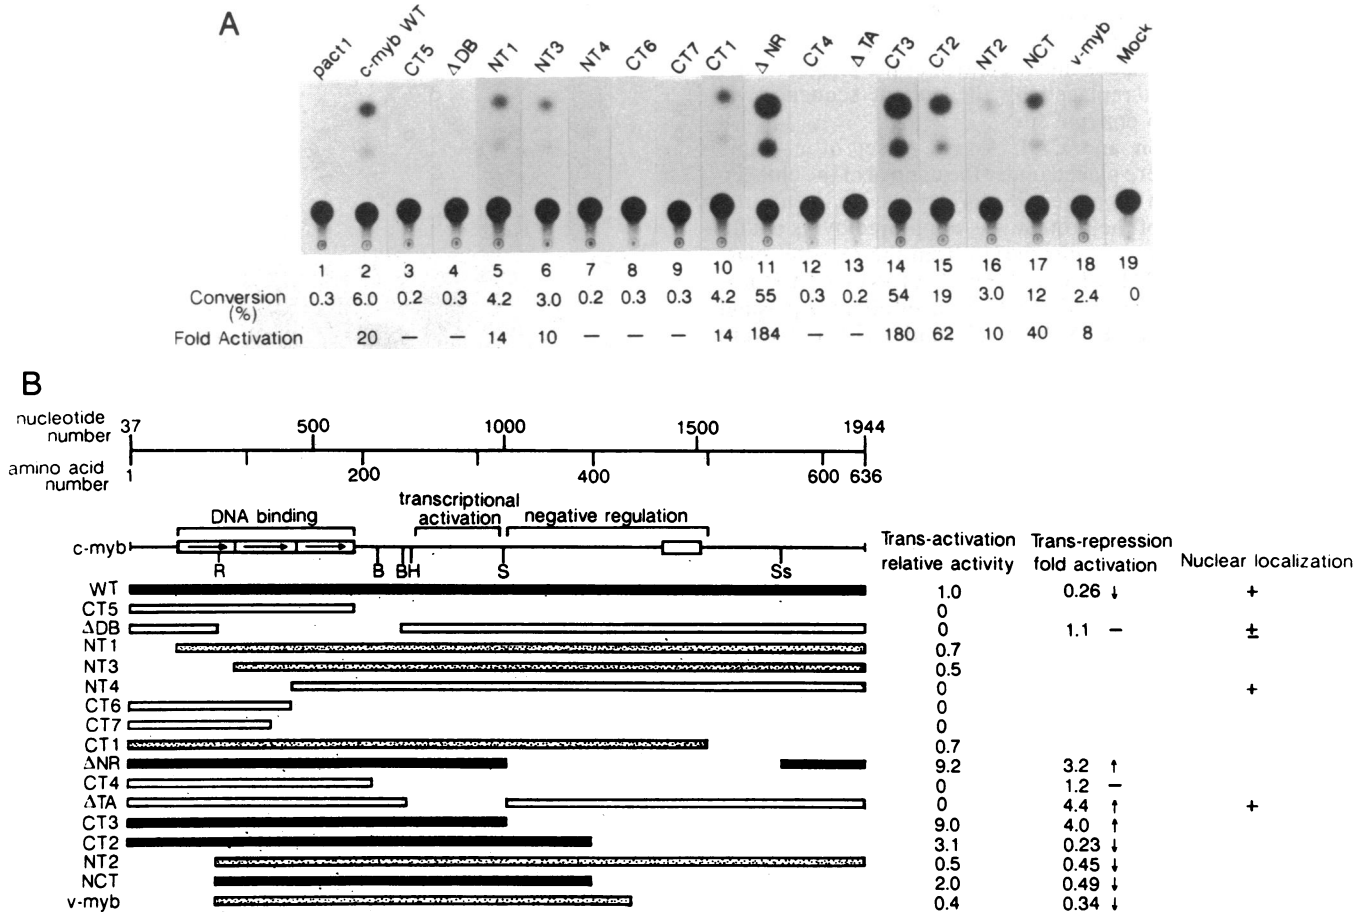 A
pact1 c-myb WT CT5 ΔDB NT1 NT3 NT4 CT6 CT7 CT1 ΔNR CT4 ΔTA CT3 CT2 NT2 NCT v-myb Mock
1 2 3 4 5 6 7 8 9 10 11 12 13 14 15 16 17 18 19
Conversion (%) 0.3 6.0 0.2 0.3 4.2 3.0 0.2 0.3 0.3 4.2 55 0.3 0.2 54 19 3.0 12 2.4 0
Fold Activation 20 — — 14 10 — — — 14 184 — — 180 62 10 40 8
B
nucleotide number 37 500 1000 1500 1944
amino acid number 1 200 400 600 636
DNA binding transcriptional activation negative regulation
c-myb
R B B H S Ss
Trans-activation relative activity Trans-repression fold activation Nuclear localization
WT 1.0 0.26 ↓ +
CT5 0
ΔDB 0 1.1 — ±
NT1 0.7
NT3 0.5
NT4 0 +
CT6 0
CT7 0
CT1 0.7
ΔNR 9.2 3.2 ↑
CT4 0 1.2 —
ΔTA 0 4.4 ↑ +
CT3 9.0 4.0 ↑
CT2 3.1 0.23 ↓
NT2 0.5 0.45 ↓
NCT 2.0 0.49 ↓
v-myb 0.4 0.34 ↓